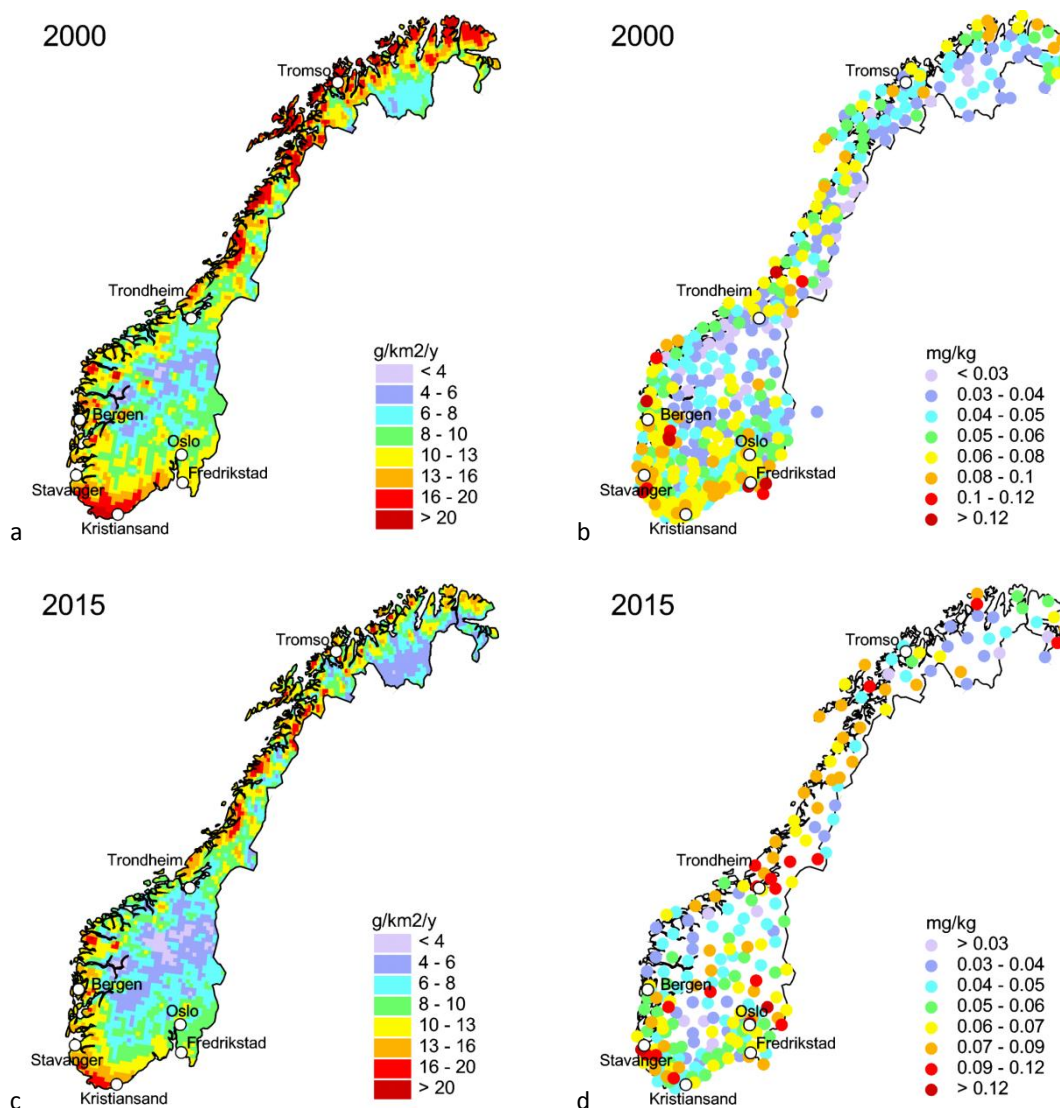 2000
Tromso
Trondheim
g/km2/y
< 4
4 - 6
6 - 8
8 - 10
10 - 13
13 - 16
16 - 20
> 20
Bergen
Oslo
Fredrikstad
Stavanger
Kristiansand
a
2000
Tromso
Trondheim
mg/kg
< 0.03
0.03 - 0.04
0.04 - 0.05
0.05 - 0.06
0.06 - 0.08
0.08 - 0.1
0.1 - 0.12
> 0.12
Bergen
Oslo
Fredrikstad
Stavanger
Kristiansand
b
2015
Tromso
Trondheim
g/km2/y
< 4
4 - 6
6 - 8
8 - 10
10 - 13
13 - 16
16 - 20
> 20
Bergen
Oslo
Fredrikstad
Stavanger
Kristiansand
c
2015
Tromso
Trondheim
mg/kg
> 0.03
0.03 - 0.04
0.04 - 0.05
0.05 - 0.06
0.06 - 0.07
0.07 - 0.09
0.09 - 0.12
> 0.12
Bergen
Oslo
Fredrikstad
Stavanger
Kristiansand
d